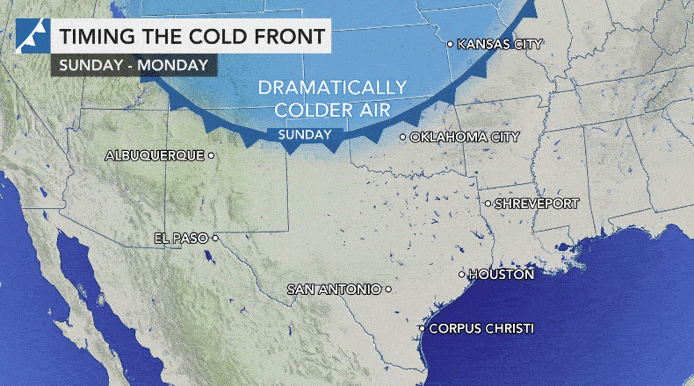 TIMING THE COLD FRONT
SUNDAY - MONDAY
KANSAS CITY
DRAMATICALLY
COLDER AIR
SUNDAY
OKLAHOMA CITY
ALBUQUERQUE
SHREVEPORT
EL PASO
HOUSTON
SAN ANTONIO
CORPUS CHRISTI